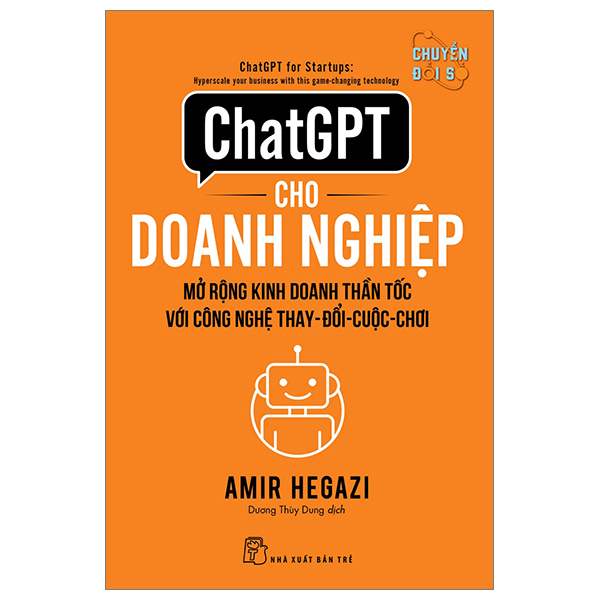 ChatGPT for Startups:
Hyperscale your business with this game-changing technology
CHUYỂN
ĐỔI SỐ
ChatGPT
CHO
DOANH NGHIỆP
MỞ RỘNG KINH DOANH THẦN TỐC
VỚI CÔNG NGHỆ THAY-ĐỔI-CUỘC-CHƠI
AMIR HEGAZI
Dương Thùy Dung dịch
NHÀ XUẤT BẢN TRẺ